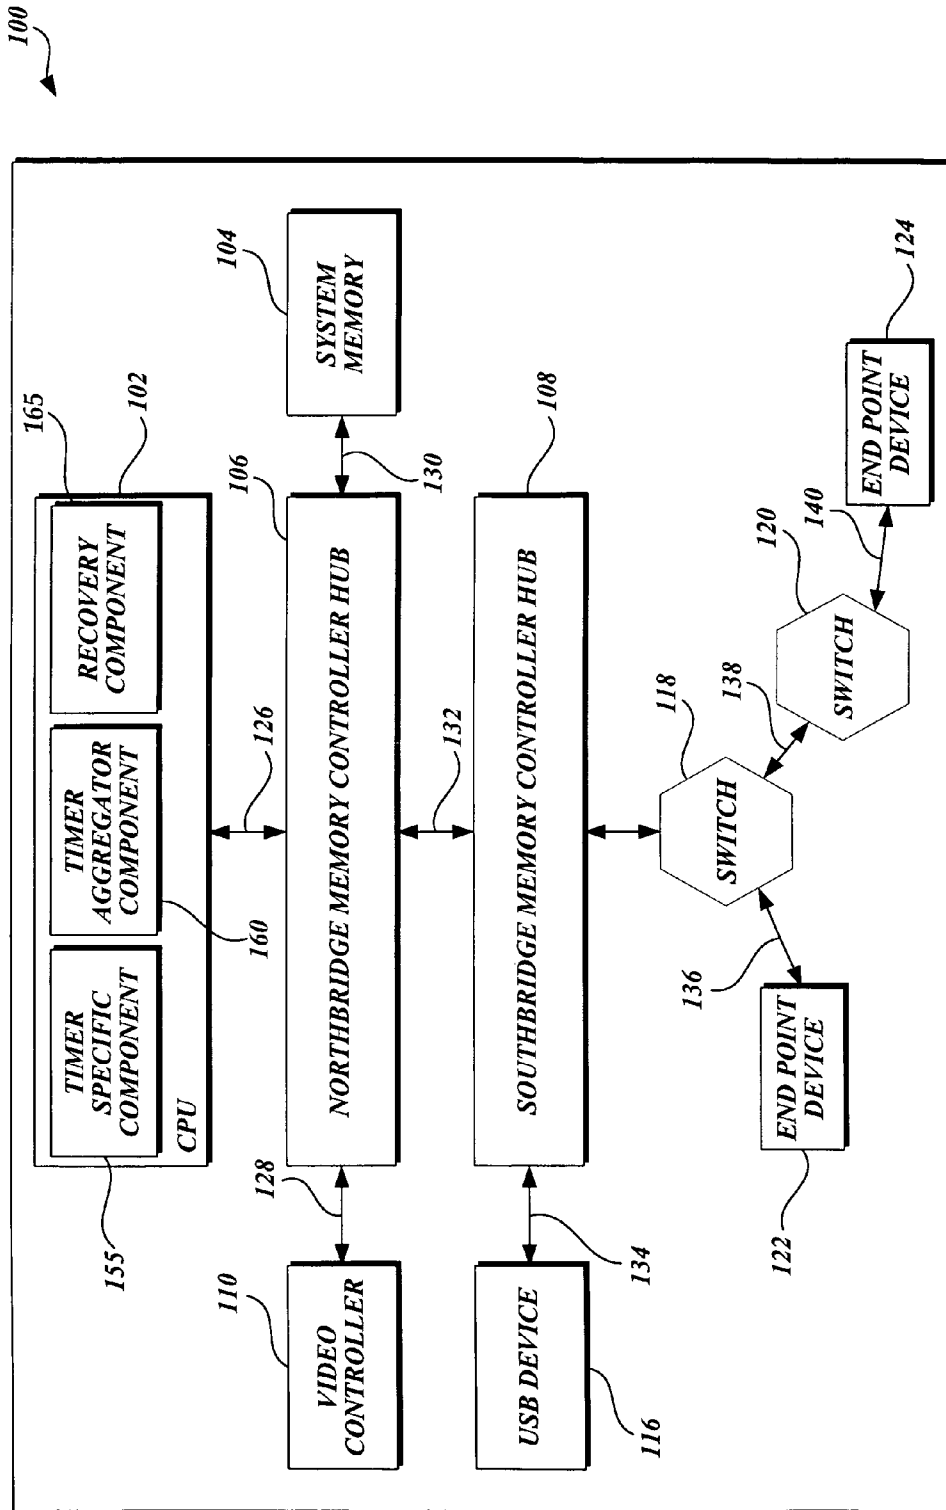 100
165
102
RECOVERY
COMPONENT
TIMER
AGGREGATOR
COMPONENT
TIMER
SPECIFIC
COMPONENT
CPU
155
160
126
104
SYSTEM
MEMORY
130
106
NORTHBRIDGE MEMORY CONTROLLER HUB
128
110
VIDEO
CONTROLLER
132
108
SOUTHBRIDGE MEMORY CONTROLLER HUB
134
USB DEVICE
116
118
SWITCH
138
120
SWITCH
140
124
END POINT
DEVICE
136
END POINT
DEVICE
122